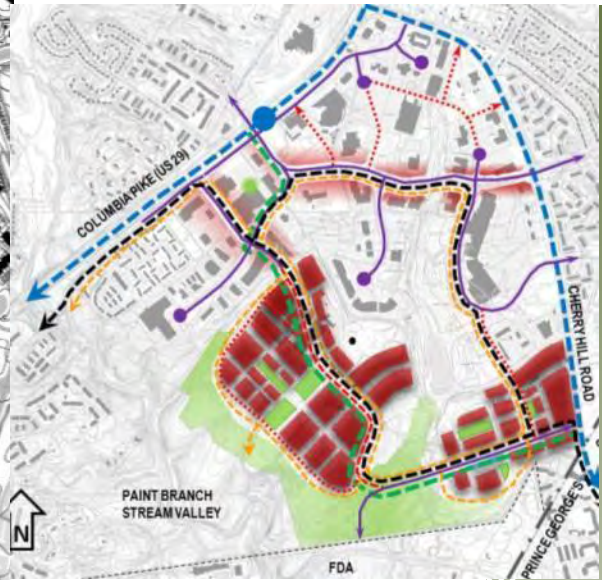 COLUMBIA PIKE (US 29)
CHERRY HILL ROAD
PAINT BRANCH
STREAM VALLEY
N
FDA
PRINCE GEORGE'S